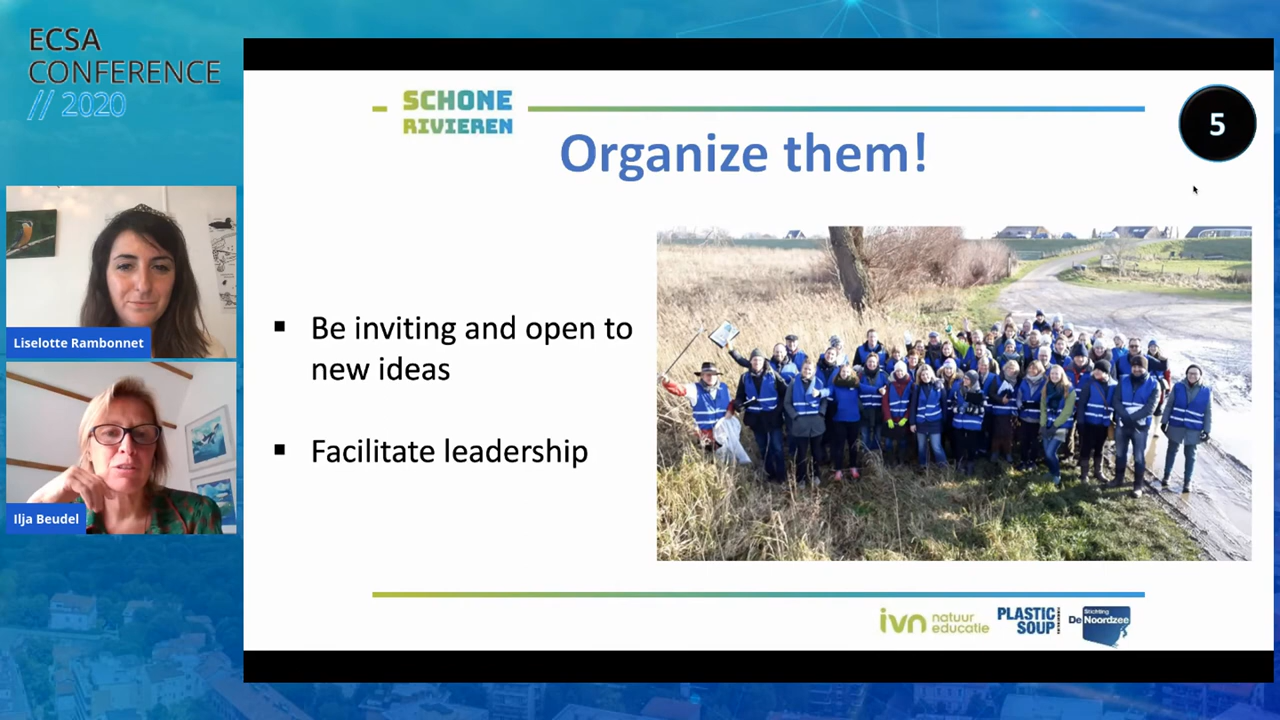 ECSA
CONFERENCE
// 2020
SCHONE
RIVIEREN
5
Organize them!
Liselotte Rambonnet
▪ Be inviting and open to
new ideas
▪ Facilitate leadership
Ilja Beudel
ivn natuur
educatie
PLASTIC
SOUP
Stichting
De Noordzee